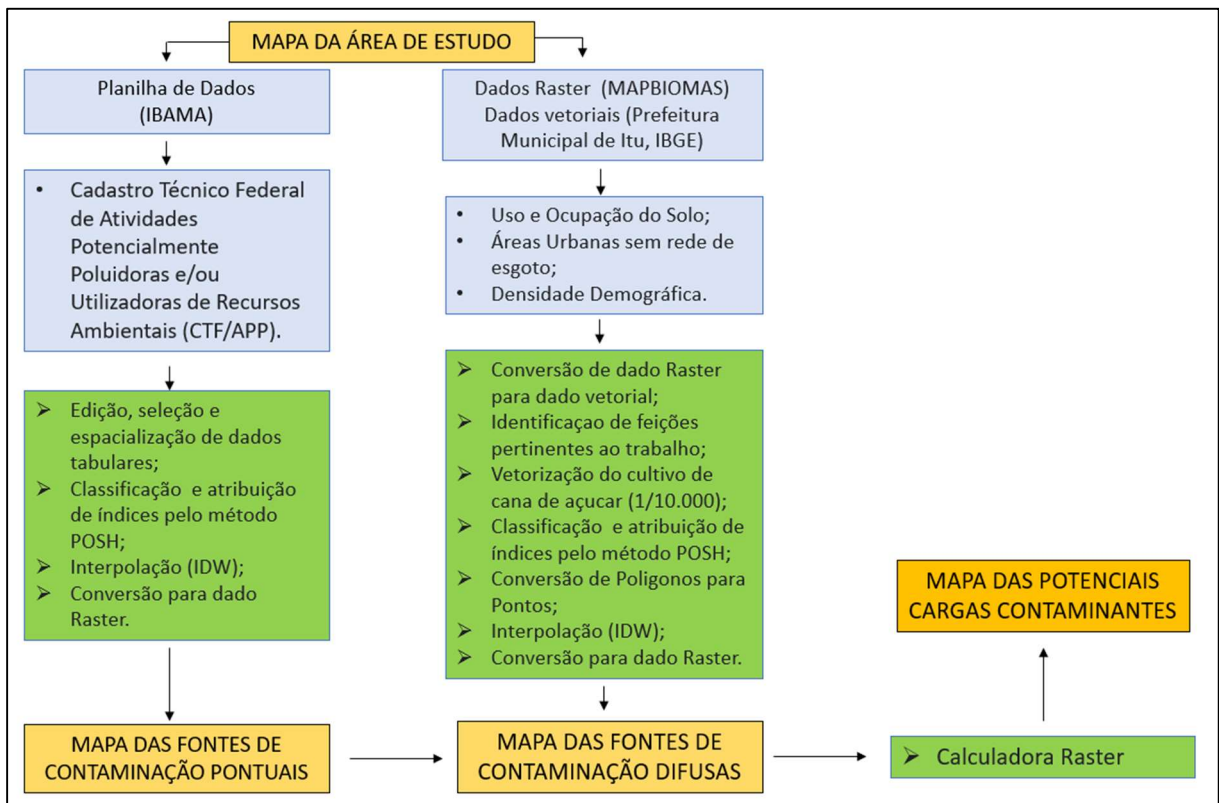 MAPA DA ÁREA DE ESTUDO
Planilha de Dados
(IBAMA)
• Cadastro Técnico Federal
de Atividades
Potencialmente
Poluidoras e/ou
Utilizadoras de Recursos
Ambientais (CTF/APP).
➢ Edição, seleção e
espacialização de dados
tabulares;
➢ Classificação e atribuição
de índices pelo método
POSH;
➢ Interpolação (IDW);
➢ Conversão para dado
Raster.
MAPA DAS FONTES DE
CONTAMINAÇÃO PONTUAIS
Dados Raster (MAPBIOMAS)
Dados vetoriais (Prefeitura
Municipal de Itu, IBGE)
• Uso e Ocupação do Solo;
• Áreas Urbanas sem rede de
esgoto;
• Densidade Demográfica.
➢ Conversão de dado Raster
para dado vetorial;
➢ Identificaçao de feições
pertinentes ao trabalho;
➢ Vetorização do cultivo de
cana de açucar (1/10.000);
➢ Classificação e atribuição de
índices pelo método POSH;
➢ Conversão de Poligonos para
Pontos;
➢ Interpolação (IDW);
➢ Conversão para dado Raster.
MAPA DAS FONTES DE
CONTAMINAÇÃO DIFUSAS
➢ Calculadora Raster
MAPA DAS POTENCIAIS
CARGAS CONTAMINANTES